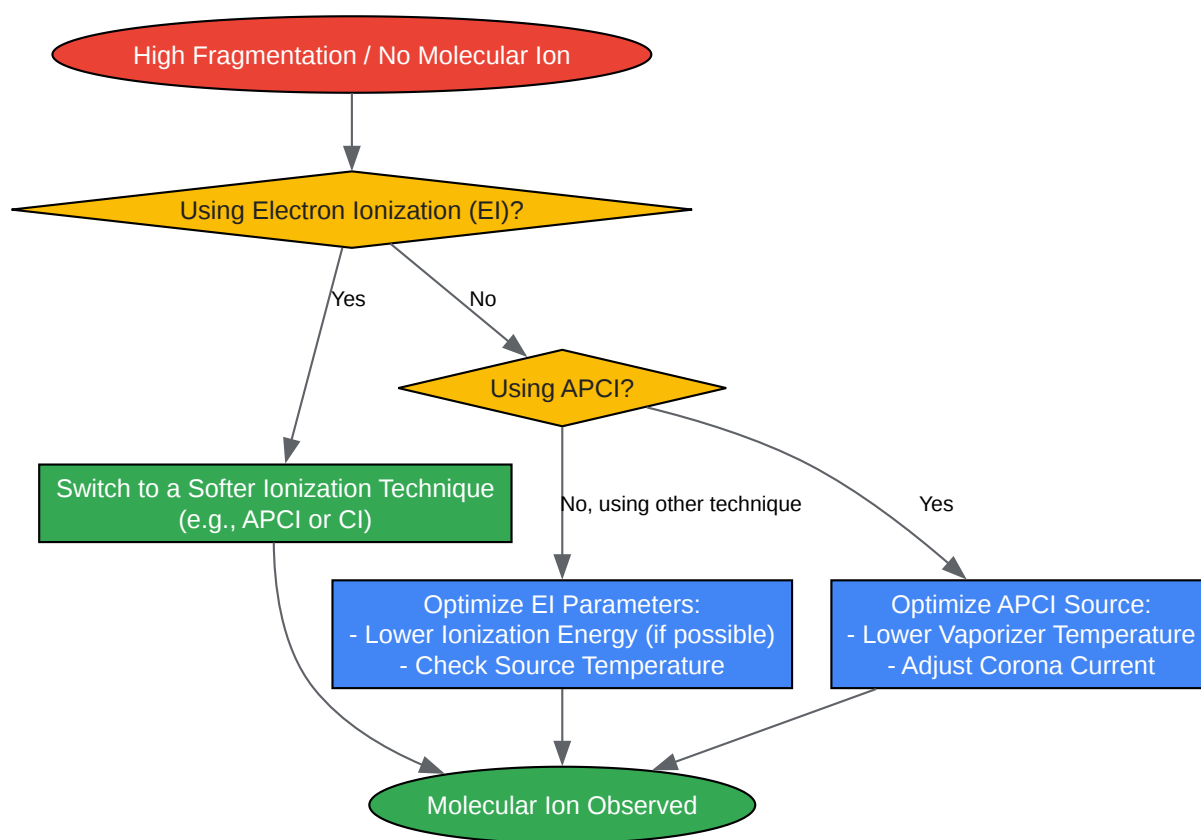 High Fragmentation / No Molecular Ion
Using Electron Ionization (EI)?
Yes
No
Using APCI?
Switch to a Softer Ionization Technique
(e.g., APCI or CI)
No, using other technique
Yes
Optimize EI Parameters:
- Lower Ionization Energy (if possible)
- Check Source Temperature
Optimize APCI Source:
- Lower Vaporizer Temperature
- Adjust Corona Current
Molecular Ion Observed